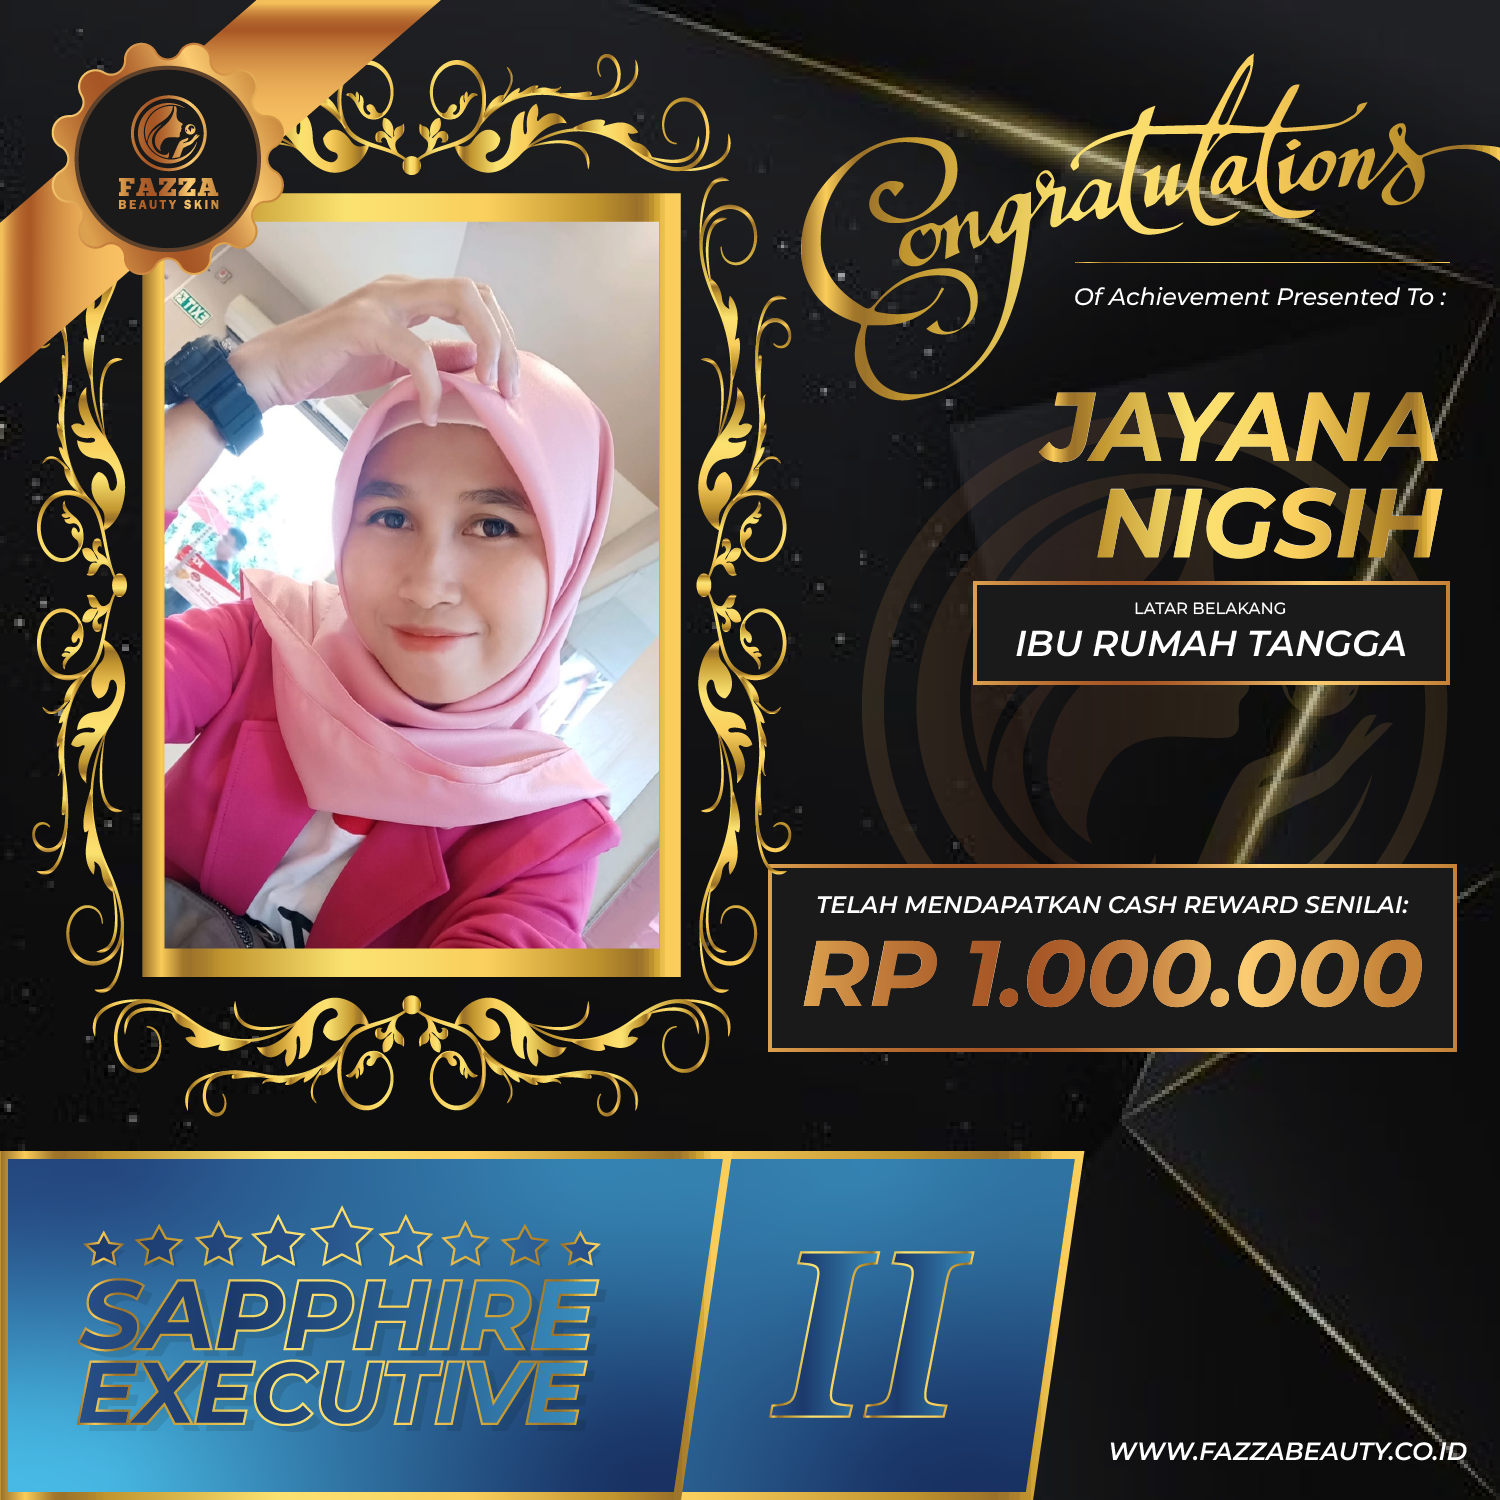 FAZZA
BEAUTY SKIN
Congratulations
Of Achievement Presented To :
JAYANA
NIGSIH
LATAR BELAKANG
IBU RUMAH TANGGA
TELAH MENDAPATKAN CASH REWARD SENILAI:
RP 1.000.000
SAPPHIRE
EXECUTIVE
II
WWW.FAZZABEAUTY.CO.ID